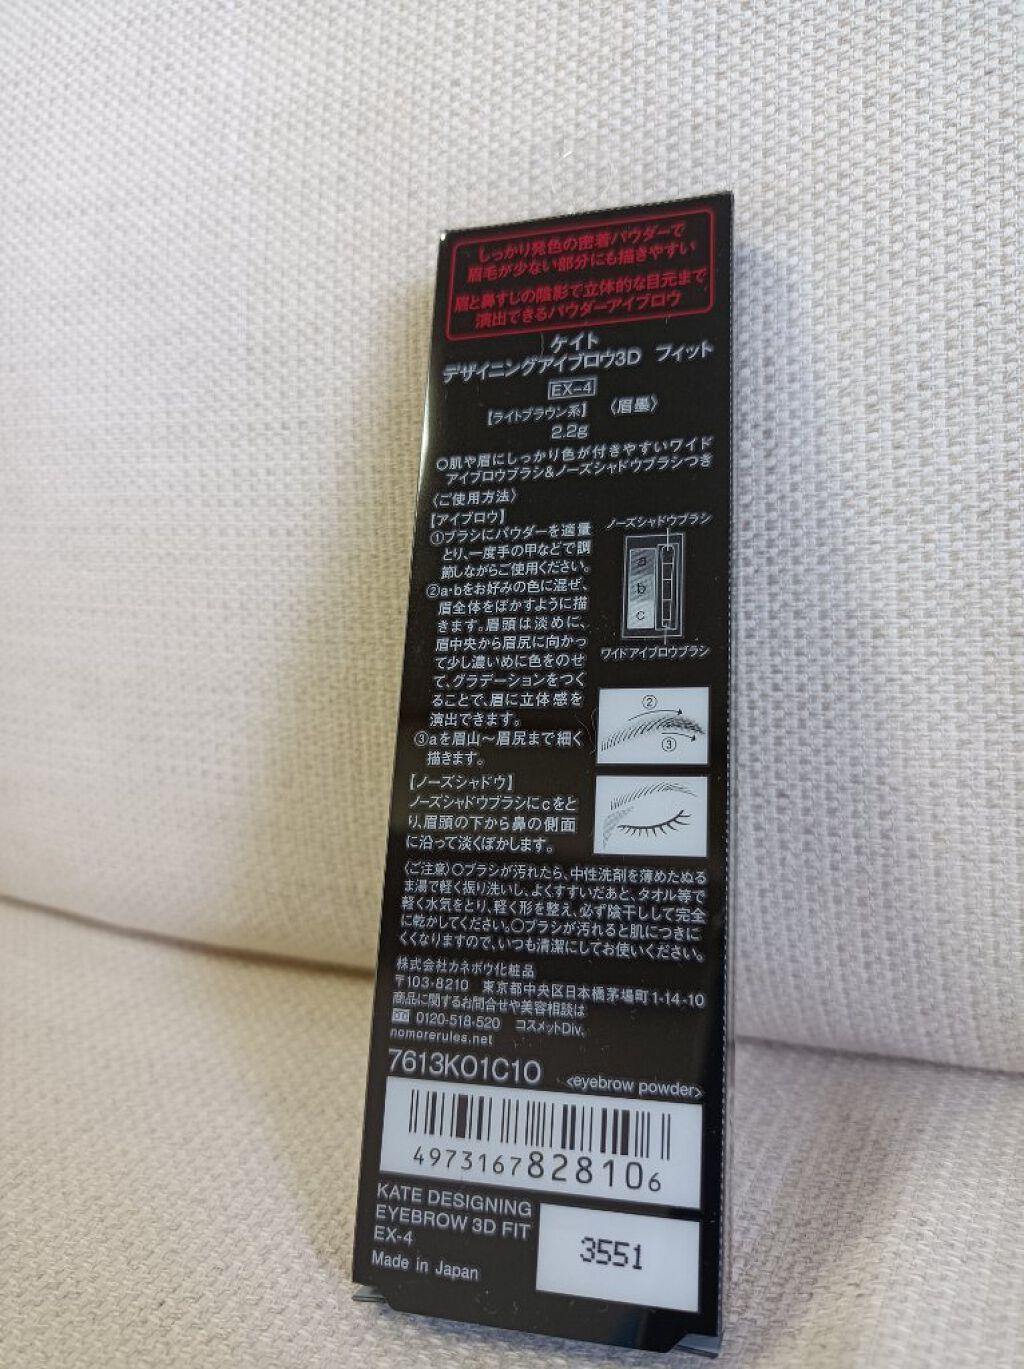 しっかり発色の密着パウダーで
眉毛が少ない部分にも描きやすい
眉と鼻すじの陰影で立体的な目元まで
演出できるパウダーアイブロウ
ケイト
デザイニングアイブロウ3D フィット
EX-4
【ライトブラウン系】 〈眉墨〉
2.2g
○肌や眉にしっかり色が付きやすいワイド
アイブロウブラシ&ノーズシャドウブラシつき
〈ご使用方法〉
【アイブロウ】
①ブラシにパウダーを適量
とり、一度手の甲などで調
節しながらご使用ください。
②a・bをお好みの色に混ぜ、
眉全体をぼかすように描
きます。眉頭は淡めに、
眉中央から眉尻に向かっ
て少し濃いめに色をのせ
て、グラデーションをつく
ることで、眉に立体感を
演出できます。
③aを眉山～眉尻まで細く
描きます。
ノーズシャドウブラシ
a
b
c
ワイドアイブロウブラシ
②
③
【ノーズシャドウ】
ノーズシャドウブラシにcをと
り、眉頭の下から鼻の側面
に沿って淡くぼかします。
〈ご注意〉○ブラシが汚れたら、中性洗剤を薄めたぬる
ま湯で軽く振り洗いし、よくすすいだあと、タオル等で
軽く水気をとり、軽く形を整え、必ず陰干しして完全
に乾かしてください。○ブラシが汚れると肌につきに
くくなりますので、いつも清潔にしてお使いください。
株式会社カネボウ化粧品
〒103-8210 東京都中央区日本橋茅場町1-14-10
商品に関するお問合せや美容相談は
0120-518-520 コスメットDiv.
nomorerules.net
7613K01C10 <eyebrow powder>
4973167828106
KATE DESIGNING
EYEBROW 3D FIT
EX-4
Made in Japan
3551